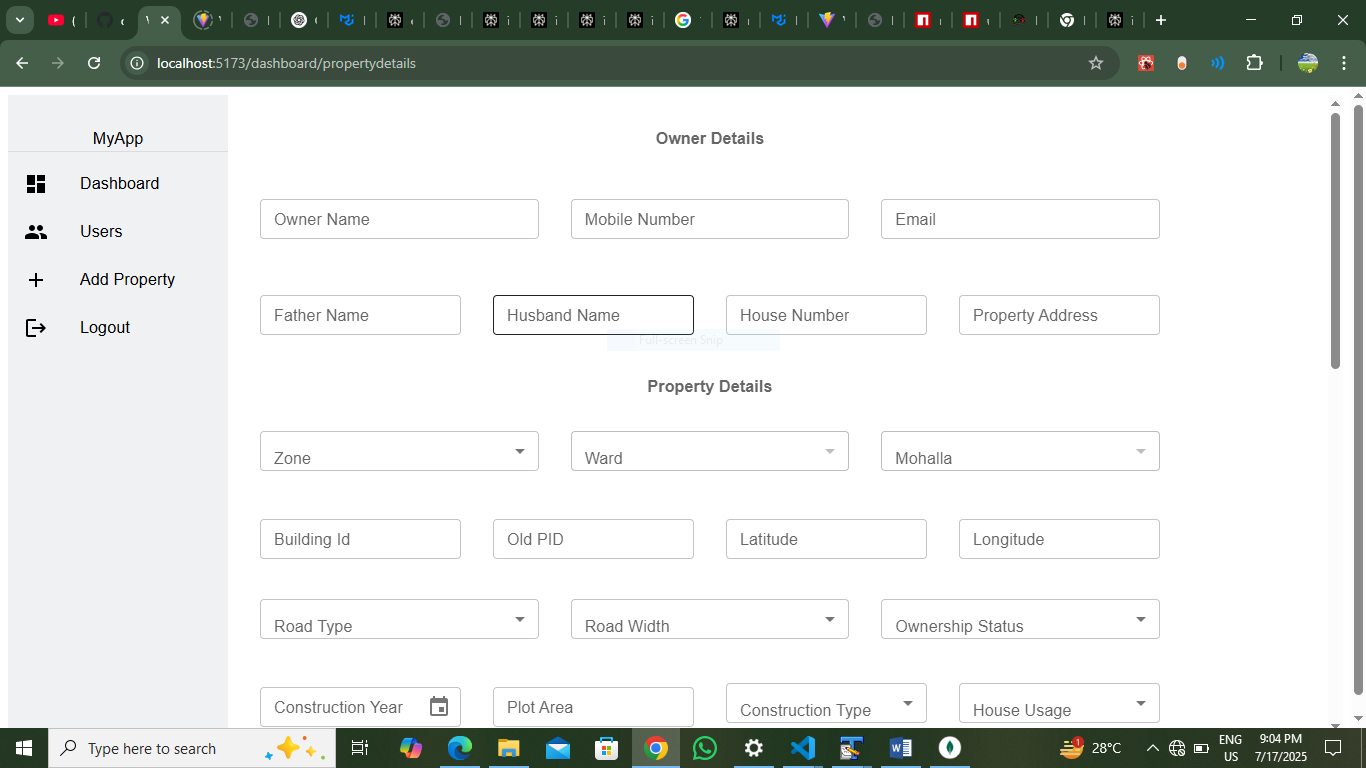 localhost:5173/dashboard/propertydetails
MyApp
Dashboard
Users
Add Property
Logout
Owner Details
Owner Name
Mobile Number
Email
Father Name
Husband Name
House Number
Property Address
Full-screen Snip
Property Details
Zone
Ward
Mohalla
Building Id
Old PID
Latitude
Longitude
Road Type
Road Width
Ownership Status
Construction Year
Plot Area
Construction Type
House Usage
Type here to search
1
28°C
ENG
US
9:04 PM
7/17/2025